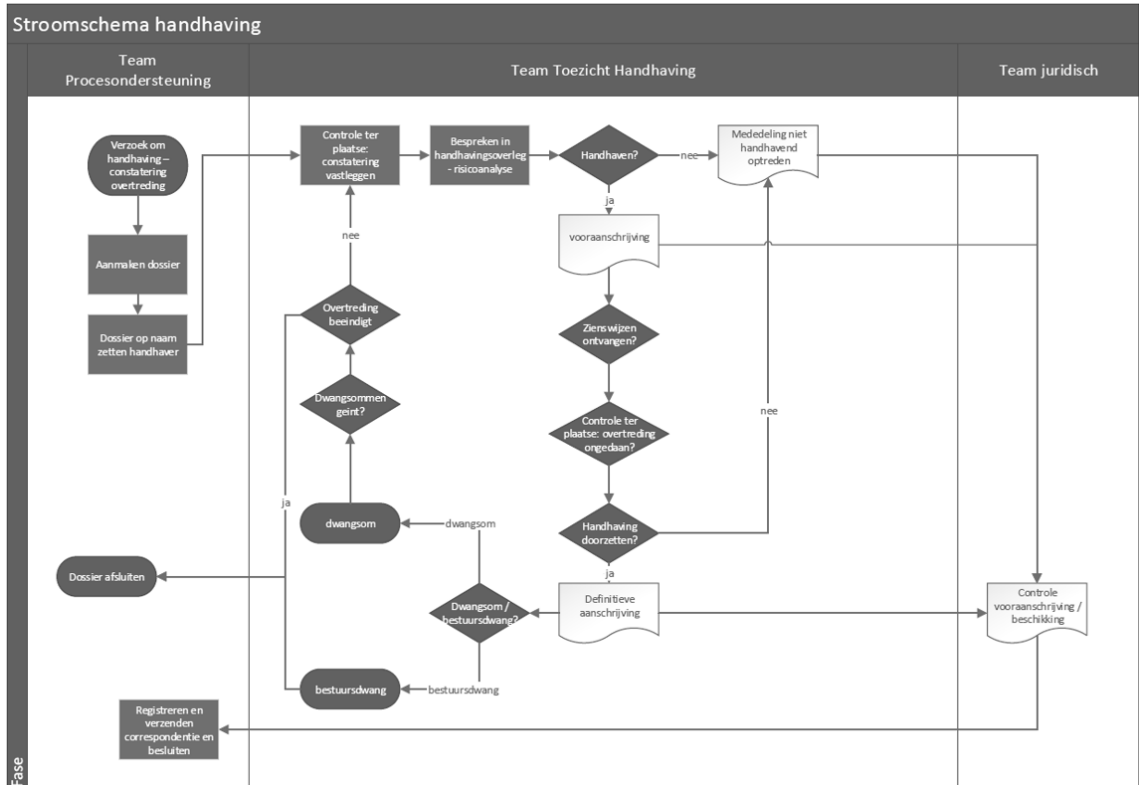 Stroomschema handhaving
Team
Procesondersteuning
Team Toezicht Handhaving
Team juridisch
Verzoek om
handhaving –
constatering
overtreding
Controle ter
plaatse:
constatering
vastleggen
Bespreken in
handhavingsoverleg
- risicoanalyse
Handhaven?
nee
Mededeling niet
handhavend
optreden
ja
nee
vooraanschrijving
Aanmaken dossier
Overtreding
beeindigt
Zienswijzen
ontvangen?
Dossier op naam
zetten handhaver
Dwangsommen
geint?
nee
Controle ter
plaatse: overtreding
ongedaan?
ja
dwangsom
dwangsom
Handhaving
doorzetten?
ja
Dossier afsluiten
Dwangsom /
bestuursdwang?
Definitieve
aanschrijving
Controle
vooraanschrijving /
beschikking
bestuursdwang
bestuursdwang
Registreren en
verzenden
correspondentie en
besluiten
Fase